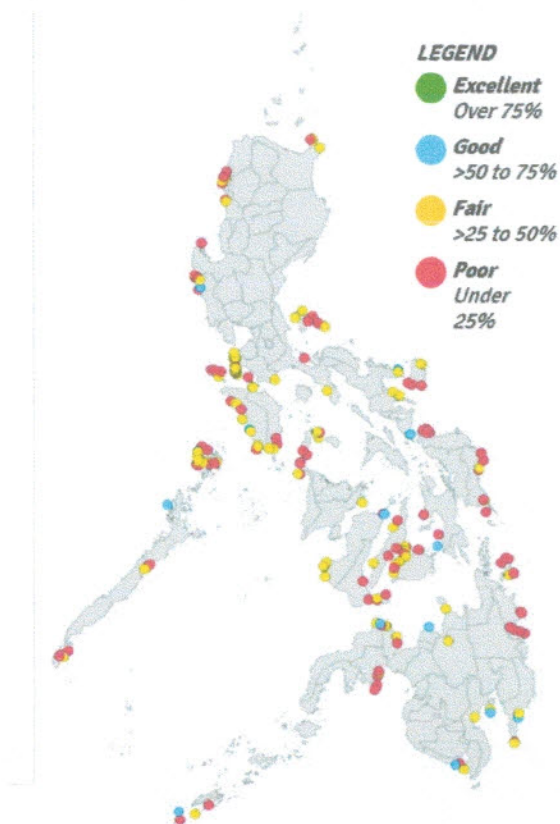 LEGEND
Excellent
Over 75%
Good
>50 to 75%
Fair
>25 to 50%
Poor
Under
25%